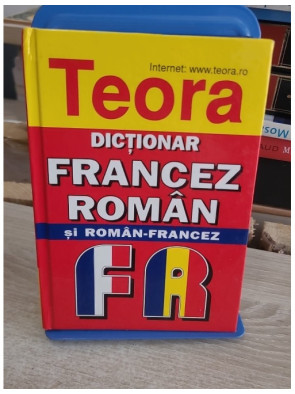 Internet: www.teora.ro
Teora
DICȚIONAR
FRANCEZ
ROMÂN
și ROMÂN-FRANCEZ
FR